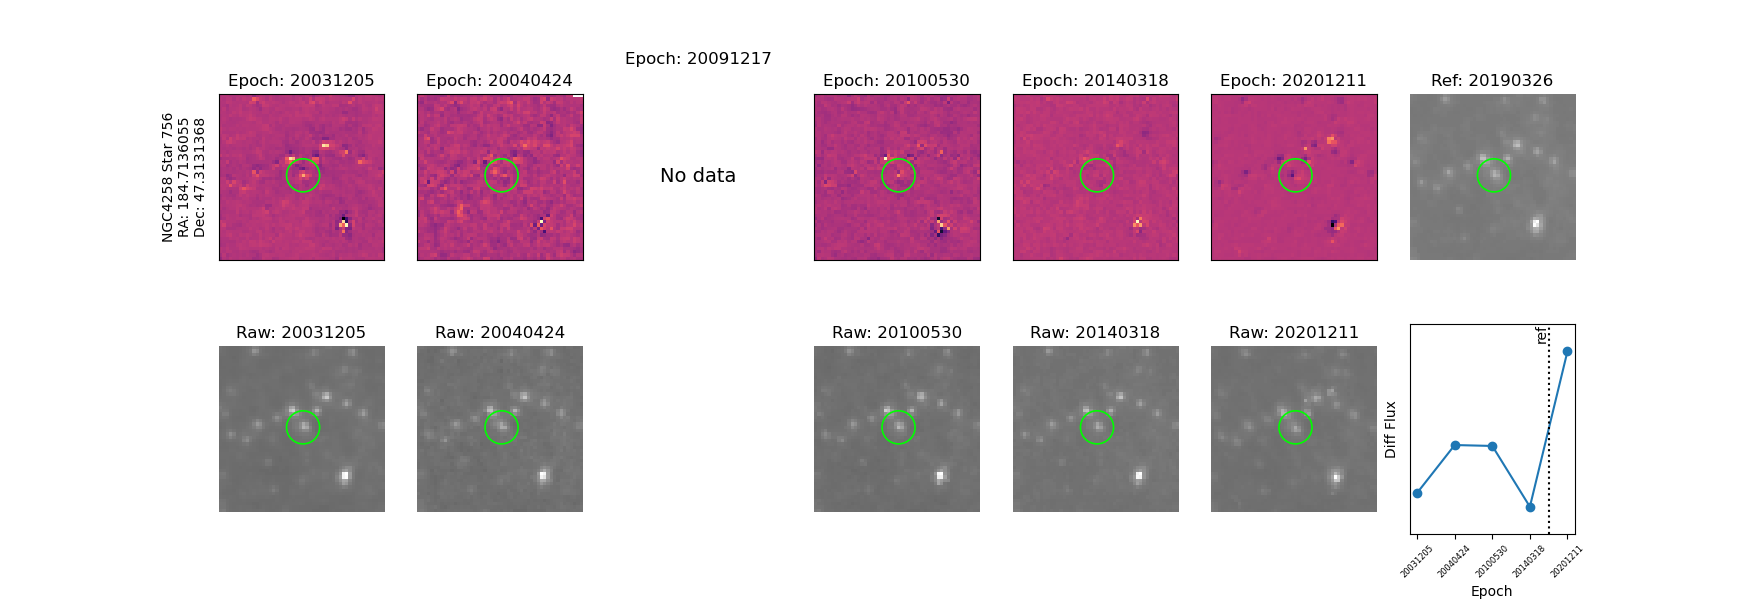 Epoch: 20091217
Epoch: 20031205
Epoch: 20040424
Epoch: 20100530
Epoch: 20140318
Epoch: 20201211
Ref: 20190326
NGC4258 Star 756
RA: 184.7136055
Dec: 47.3131368
No data
Raw: 20031205
Raw: 20040424
Raw: 20100530
Raw: 20140318
Raw: 20201211
ref
Diff Flux
20031205
20040424
20100530
20140318
20201211
Epoch